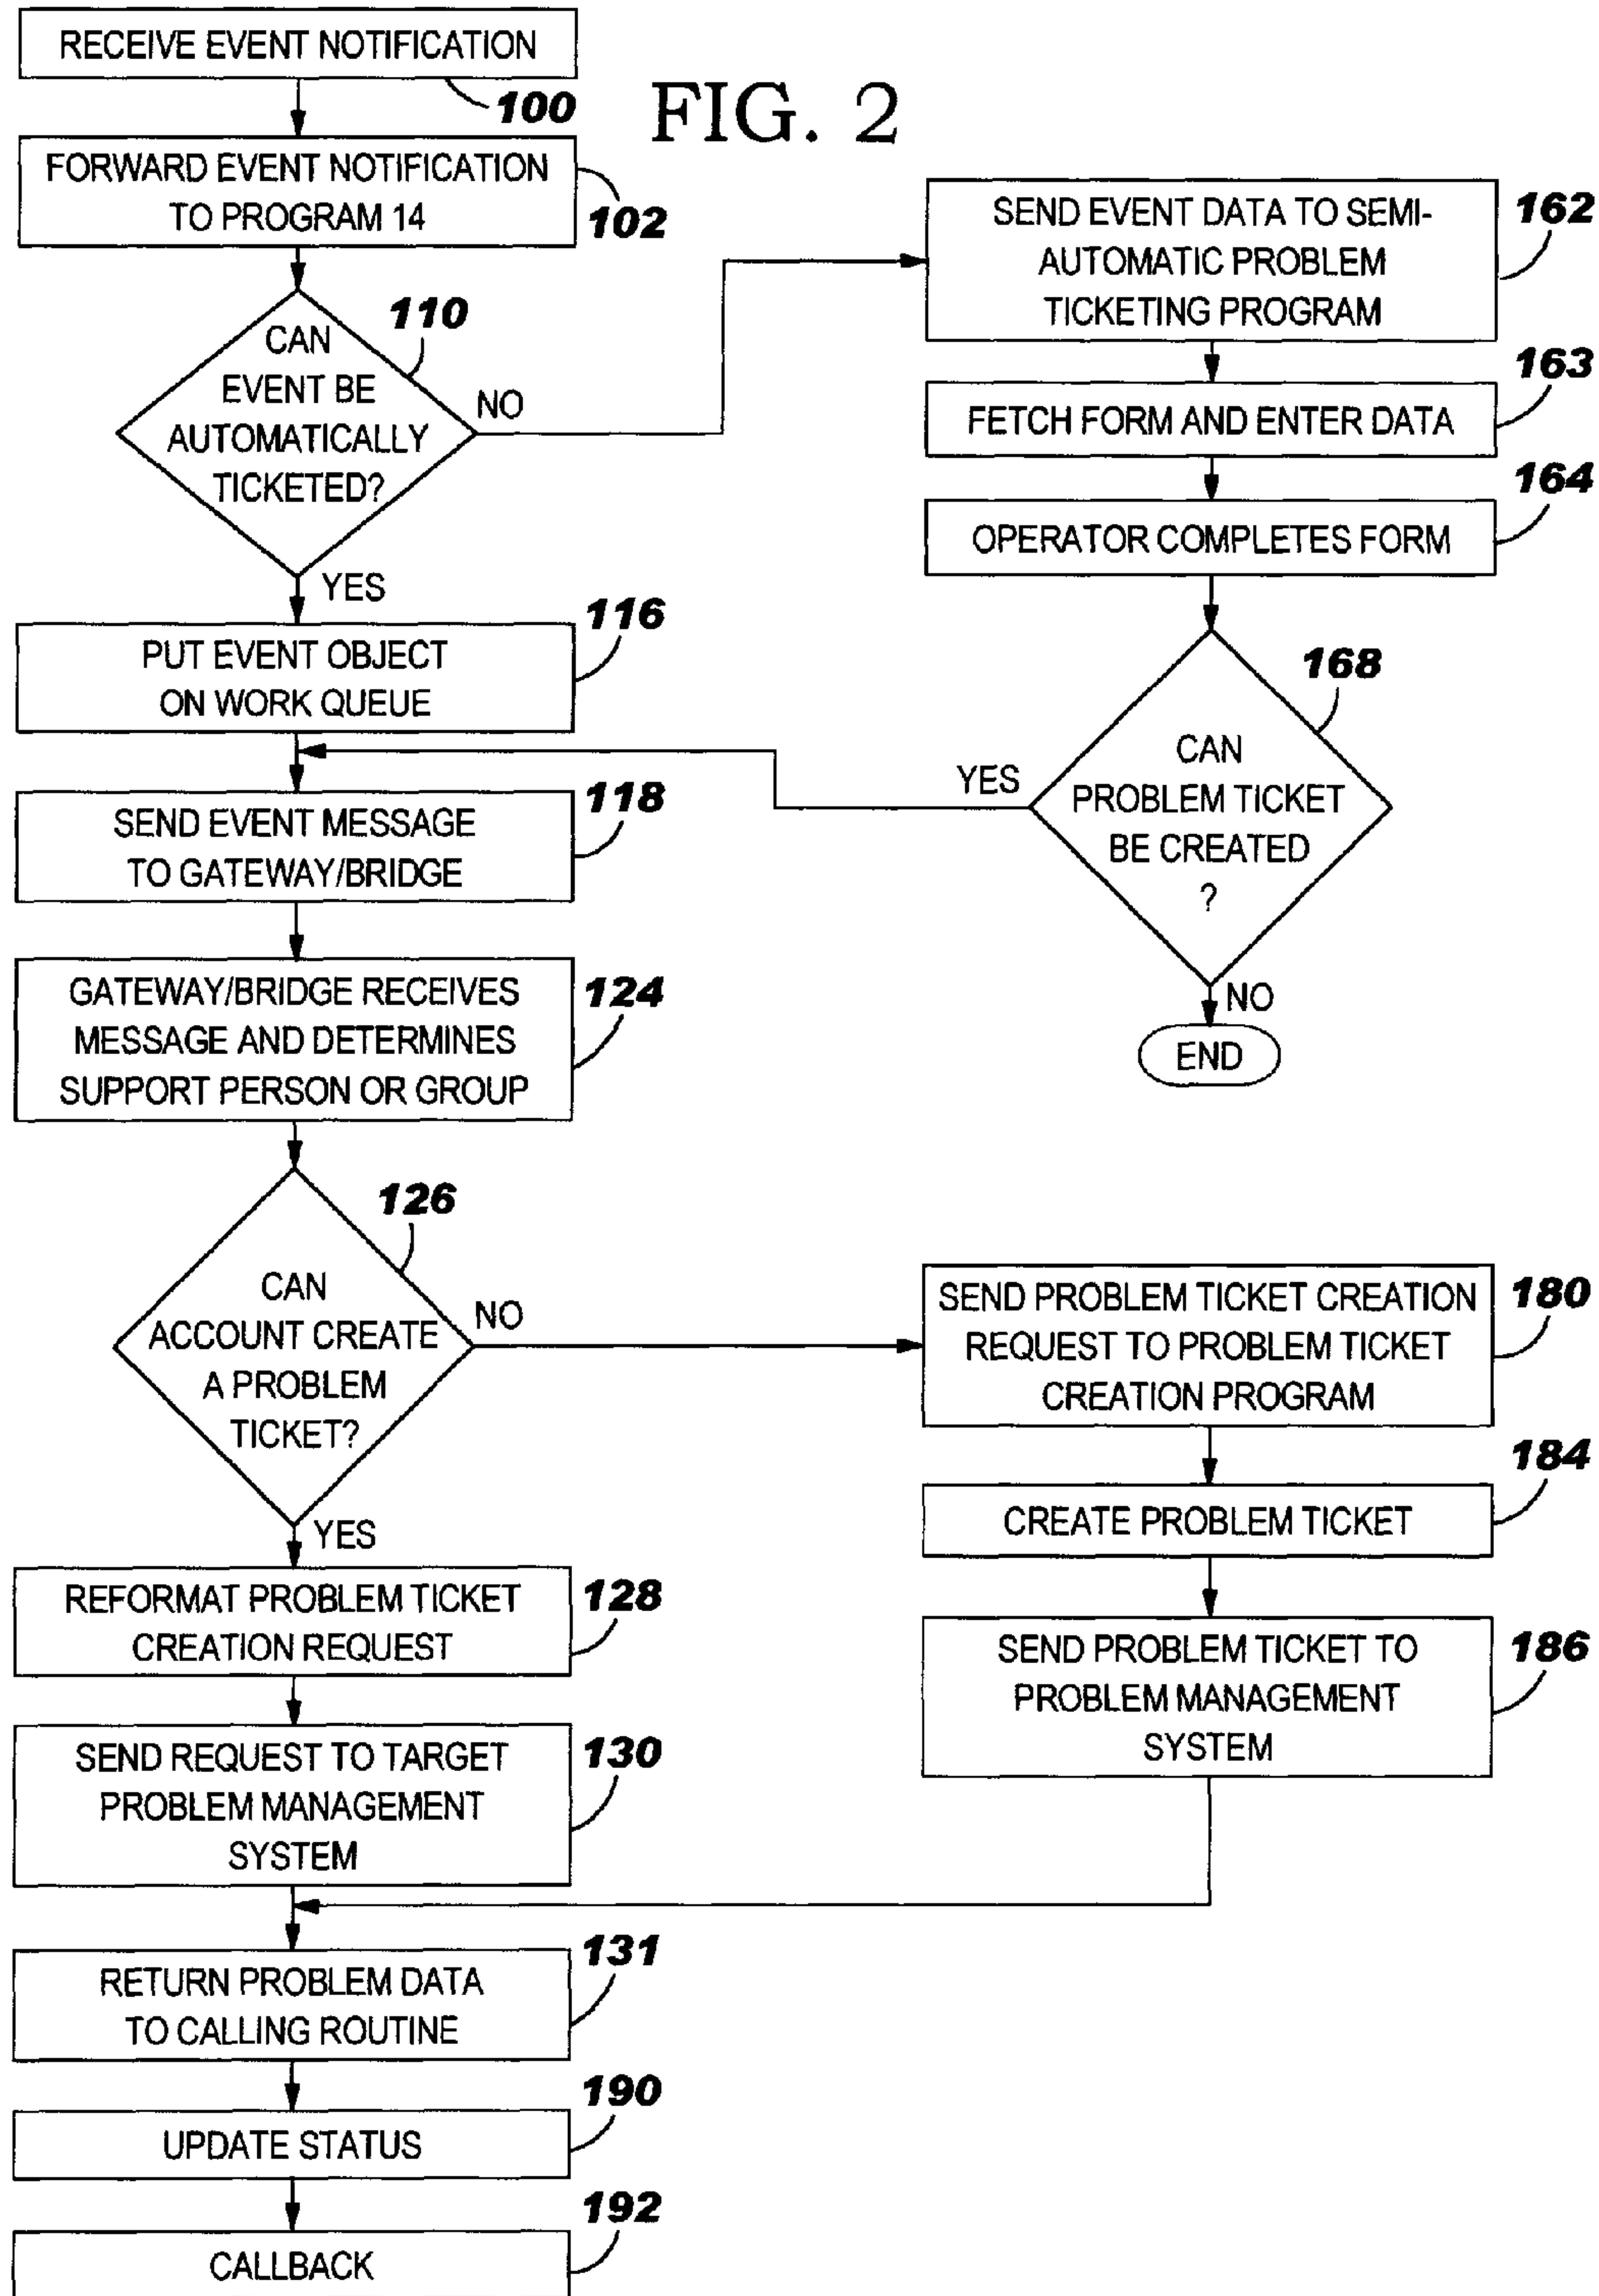 RECEIVE EVENT NOTIFICATION
100
FIG. 2
FORWARD EVENT NOTIFICATION
TO PROGRAM 14
102
CAN
EVENT BE
AUTOMATICALLY
TICKETED?
110
NO
YES
SEND EVENT DATA TO SEMI-
AUTOMATIC PROBLEM
TICKETING PROGRAM
162
FETCH FORM AND ENTER DATA
163
OPERATOR COMPLETES FORM
164
CAN
PROBLEM TICKET
BE CREATED
?
168
YES
NO
END
PUT EVENT OBJECT
ON WORK QUEUE
116
SEND EVENT MESSAGE
TO GATEWAY/BRIDGE
118
GATEWAY/BRIDGE RECEIVES
MESSAGE AND DETERMINES
SUPPORT PERSON OR GROUP
124
CAN
ACCOUNT CREATE
A PROBLEM
TICKET?
126
NO
YES
SEND PROBLEM TICKET CREATION
REQUEST TO PROBLEM TICKET
CREATION PROGRAM
180
CREATE PROBLEM TICKET
184
SEND PROBLEM TICKET TO
PROBLEM MANAGEMENT
SYSTEM
186
REFORMAT PROBLEM TICKET
CREATION REQUEST
128
SEND REQUEST TO TARGET
PROBLEM MANAGEMENT
SYSTEM
130
RETURN PROBLEM DATA
TO CALLING ROUTINE
131
UPDATE STATUS
190
CALLBACK
192